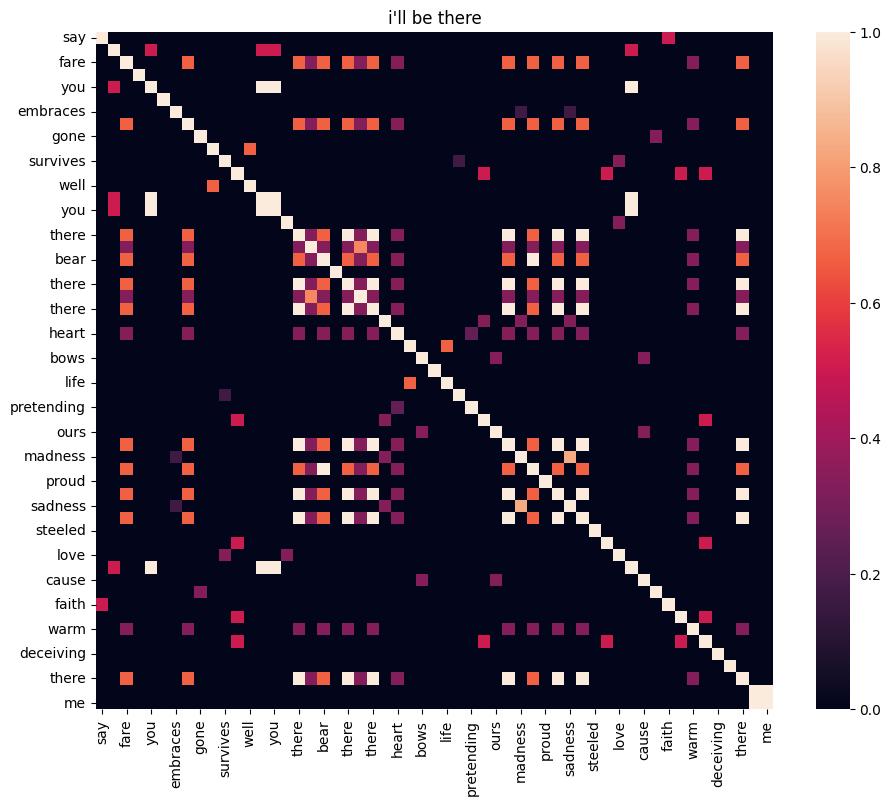 i'll be there
say
fare
you
embraces
gone
survives
well
you
there
bear
there
there
heart
bows
life
pretending
ours
madness
proud
sadness
steeled
love
cause
faith
warm
deceiving
there
me
say
fare
you
embraces
gone
survives
well
you
there
bear
there
there
heart
bows
life
pretending
ours
madness
proud
sadness
steeled
love
cause
faith
warm
deceiving
there
me
1.0
0.8
0.6
0.4
0.2
0.0